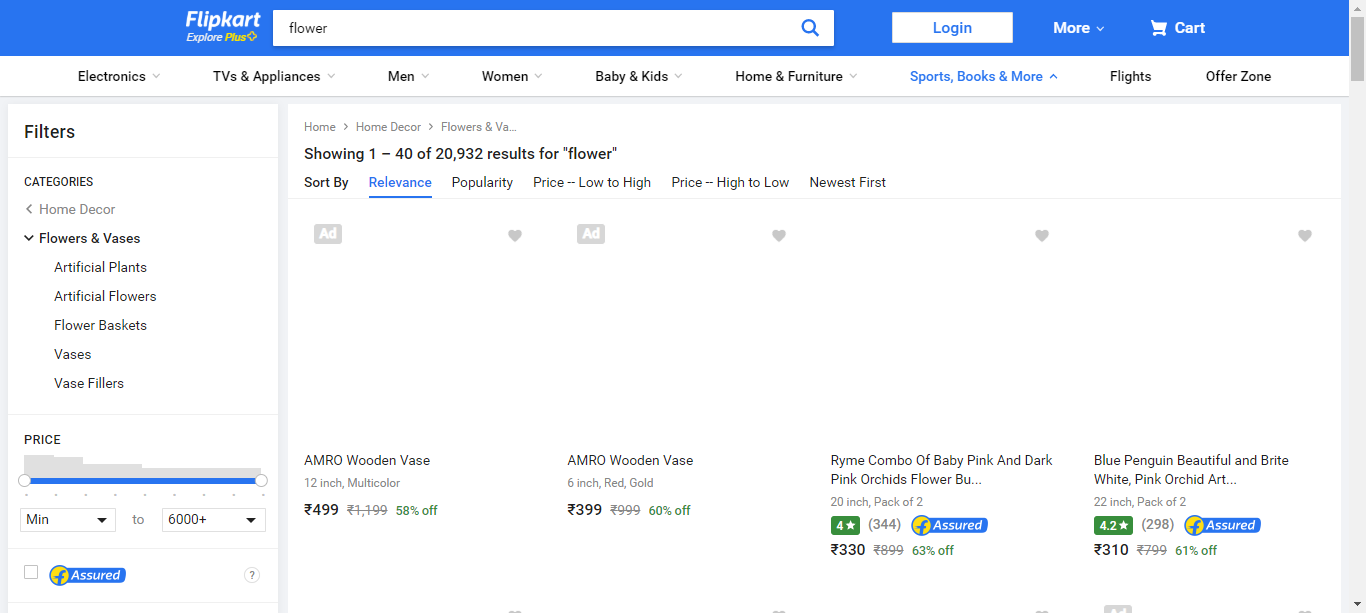 Flipkart
Explore Plus
flower
Login
More
Cart
Electronics
TVs & Appliances
Men
Women
Baby & Kids
Home & Furniture
Sports, Books & More
Flights
Offer Zone
Filters
CATEGORIES
Home Decor
Flowers & Vases
Artificial Plants
Artificial Flowers
Flower Baskets
Vases
Vase Fillers
PRICE
Min
to
6000+
f Assured
?
Home
Home Decor
Flowers & Va...
Showing 1 – 40 of 20,932 results for "flower"
Sort By
Relevance
Popularity
Price -- Low to High
Price -- High to Low
Newest First
Ad
AMRO Wooden Vase
12 inch, Multicolor
₹499 ₹1,199 58% off
Ad
AMRO Wooden Vase
6 inch, Red, Gold
₹399 ₹999 60% off
Ryme Combo Of Baby Pink And Dark
Pink Orchids Flower Bu...
20 inch, Pack of 2
4★ (344) f Assured
₹330 ₹899 63% off
Blue Penguin Beautiful and Brite
White, Pink Orchid Art...
22 inch, Pack of 2
4.2★ (298) f Assured
₹310 ₹799 61% off
Ad